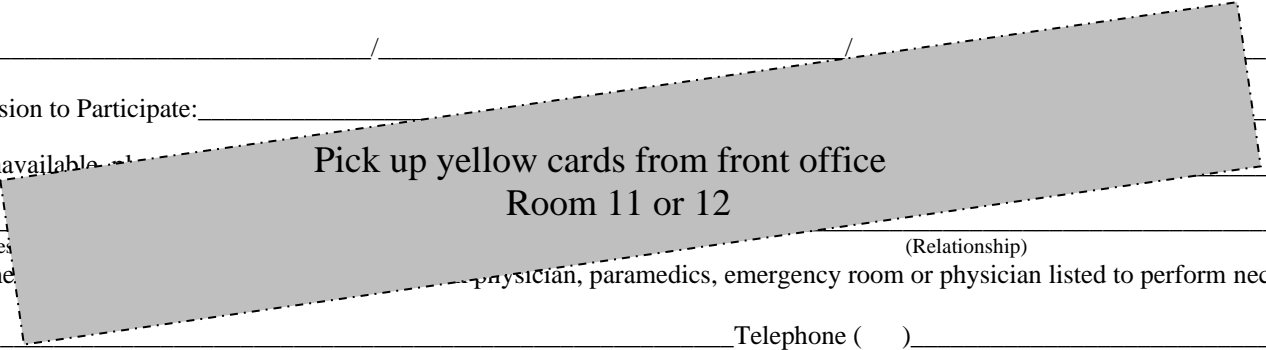 / /
sion to Participate:
Pick up yellow cards from front office
Room 11 or 12
(Relationship)
physician, paramedics, emergency room or physician listed to perform
Telephone ( )